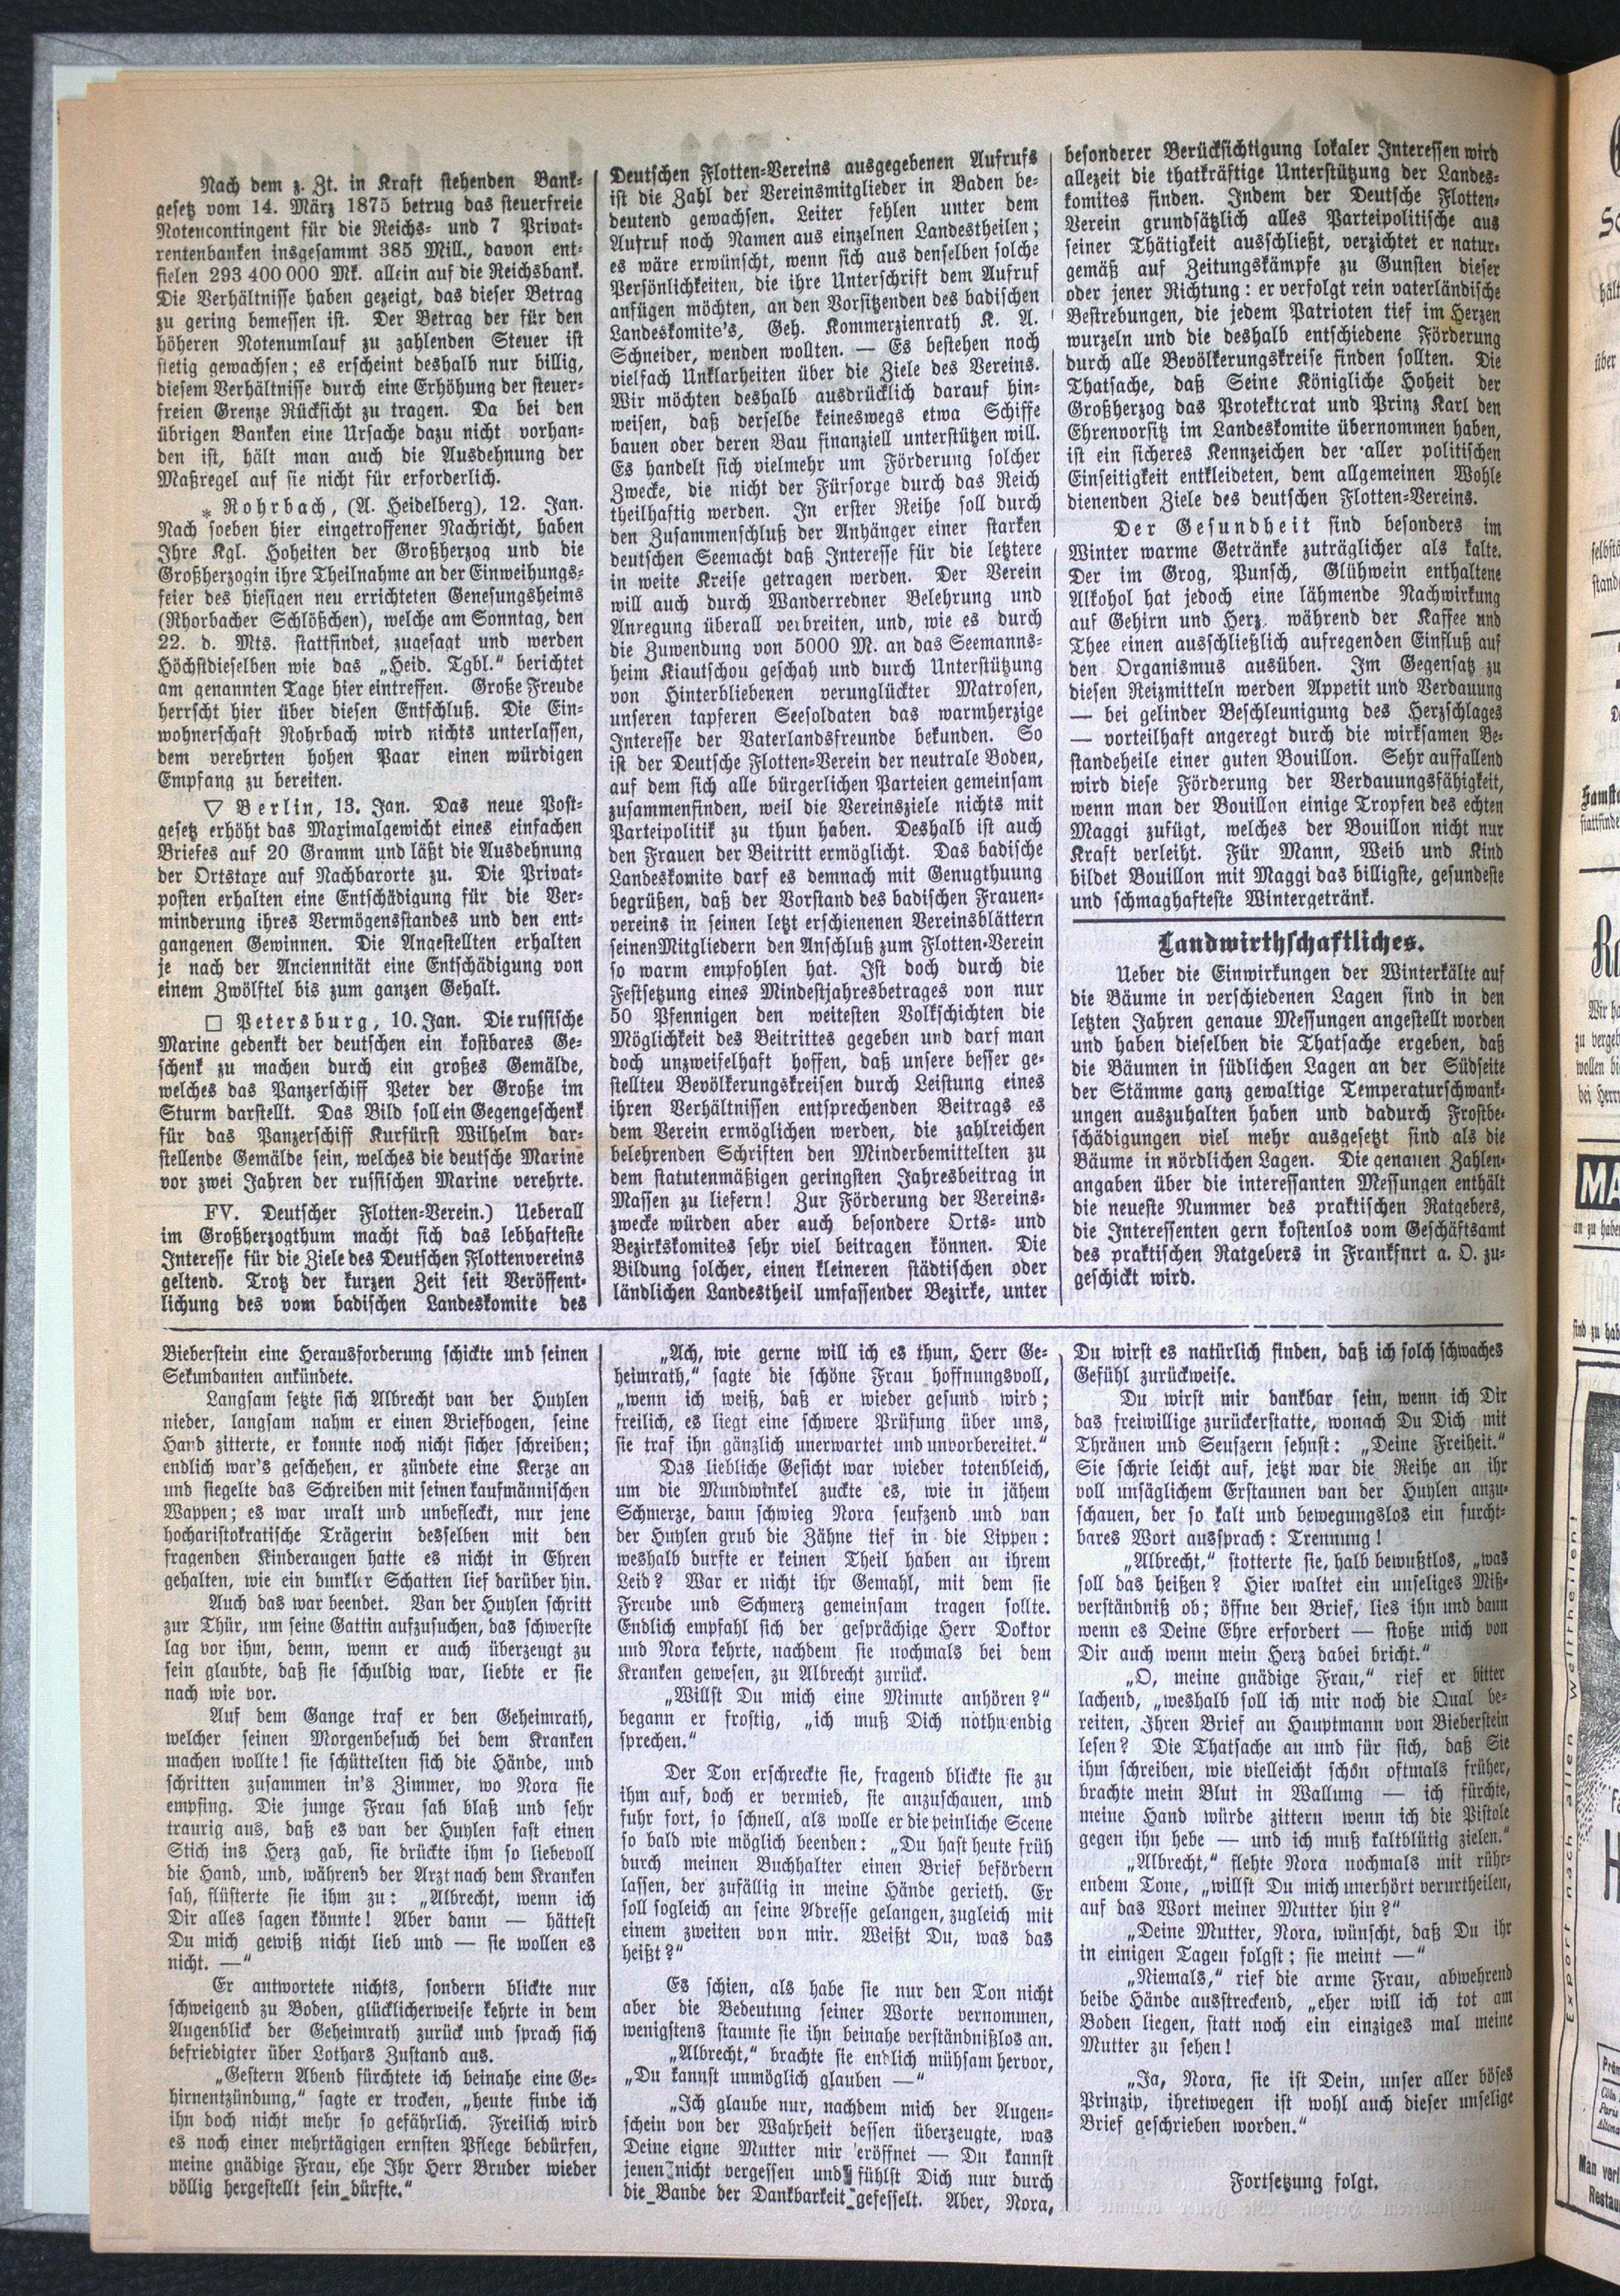 Nach dem z. Zt. in Kraft stehenden Bank-
gesetz vom 14. März 1875 betrug das steuerfreie
Notencontingent für die Reichs- und 7 Privat-
rentenbanken insgesammt 385 Mill., davon ent-
fielen 293 400 000 Mk. allein auf die Reichsbank.
Die Verhältnisse haben gezeigt, das dieser Betrag
zu gering bemessen ist. Der Betrag der für den
höheren Notenumlauf zu zahlenden Steuer ist
stetig gewachsen; es erscheint deshalb nur billig,
diesem Verhältnisse durch eine Erhöhung der steuer-
freien Grenze Rücksicht zu tragen. Da bei den
übrigen Banken eine Ursache dazu nicht vorhan-
den ist, hält man auch die Ausdehnung der
Maßregel auf sie nicht für erforderlich.
* Rohrbach, (A. Heidelberg), 12. Jan.
Nach soeben hier eingetroffener Nachricht, haben
Ihre Kgl. Hoheiten der Großherzog und die
Großherzogin ihre Theilnahme an der Einweihungs-
feier des hiesigen neu errichteten Genesungsheims
(Rhorbacher Schlößchen), welche am Sonntag, den
22. d. Mts. stattfindet, zugesagt und werden
Höchstdieselben wie das „Heid. Tgbl.“ berichtet
am genannten Tage hier eintreffen. Große Freude
herrscht hier über diesen Entschluß. Die Ein-
wohnerschaft Rohrbach wird nichts unterlassen,
dem verehrten hohen Paar einen würdigen
Empfang zu bereiten.
▽ Berlin, 13. Jan. Das neue Post-
gesetz erhöht das Maximalgewicht eines einfachen
Briefes auf 20 Gramm und läßt die Ausdehnung
der Ortstaxe auf Nachbarorte zu. Die Privat-
posten erhalten eine Entschädigung für die Ver-
minderung ihres Vermögensstandes und den ent-
gangenen Gewinnen. Die Angestellten erhalten
je nach der Anciennität eine Entschädigung von
einem Zwölftel bis zum ganzen Gehalt.
□ Petersburg, 10. Jan. Die russische
Marine gedenkt der deutschen ein kostbares Ge-
schenk zu machen durch ein großes Gemälde,
welches das Panzerschiff Peter der Große im
Sturm darstellt. Das Bild soll ein Gegengeschenk
für das Panzerschiff Kurfürst Wilhelm dar-
stellende Gemälde sein, welches die deutsche Marine
vor zwei Jahren der russischen Marine verehrte.
FV. Deutscher Flotten-Verein.) Ueberall
im Großherzogthum macht sich das lebhafteste
Interesse für die Ziele des Deutschen Flottenvereins
geltend. Trotz der kurzen Zeit seit Veröffent-
lichung des vom badischen Landeskomite des
Deutschen Flotten-Vereins ausgegebenen Aufrufs
ist die Zahl der Vereinsmitglieder in Baden be-
deutend gewachsen. Leiter fehlen unter dem
Aufruf noch Namen aus einzelnen Landestheilen;
es wäre erwünscht, wenn sich aus denselben solche
Persönlichkeiten, die ihre Unterschrift dem Aufruf
anfügen möchten, an den Vorsitzenden des badischen
Landeskomite's, Geh. Kommerzienrath K. A.
Schneider, wenden wollten. — Es bestehen noch
vielfach Unklarheiten über die Ziele des Vereins.
Wir möchten deshalb ausdrücklich darauf hin-
weisen, daß derselbe keineswegs etwa Schiffe
bauen oder deren Bau finanziell unterstützen will.
Es handelt sich vielmehr um Förderung solcher
Zwecke, die nicht der Fürsorge durch das Reich
theilhaftig werden. In erster Reihe soll durch
den Zusammenschluß der Anhänger einer starken
deutschen Seemacht daß Interesse für die letztere
in weite Kreise getragen werden. Der Verein
will auch durch Wanderredner Belehrung und
Anregung überall verbreiten, und, wie es durch
die Zuwendung von 5000 M. an das Seemanns-
heim Kiautschou geschah und durch Unterstützung
von Hinterbliebenen verunglückter Matrosen,
unseren tapferen Seesoldaten das warmherzige
Interesse der Vaterlandsfreunde bekunden. So
ist der Deutsche Flotten-Verein der neutrale Boden,
auf dem sich alle bürgerlichen Parteien gemeinsam
zusammenfinden, weil die Vereinsziele nichts mit
Parteipolitik zu thun haben. Deshalb ist auch
den Frauen der Beitritt ermöglicht. Das badische
Landeskomite darf es demnach mit Genugthuung
begrüßen, daß der Vorstand des badischen Frauen-
vereins in seinen letzt erschienenen Vereinsblättern
seinen Mitgliedern den Anschluß zum Flotten-Verein
so warm empfohlen hat. Ist doch durch die
Festsetzung eines Mindestjahresbetrages von nur
50 Pfennigen den weitesten Volkschichten die
Möglichkeit des Beitrittes gegeben und darf man
doch unzweifelhaft hoffen, daß unsere besser ge-
stellteu Bevölkerungskreisen durch Leistung eines
ihren Verhältnissen entsprechenden Beitrags es
dem Verein ermöglichen werden, die zahlreichen
belehrenden Schriften den Minderbemittelten zu
dem statutenmäßigen geringsten Jahresbeitrag in
Massen zu liefern! Zur Förderung der Vereins-
zwecke würden aber auch besondere Orts- und
Bezirkskomites sehr viel beitragen können. Die
Bildung solcher, einen kleineren städtischen oder
ländlichen Landestheil umfassender Bezirke, unter
besonderer Berücksichtigung lokaler Interessen wird
allezeit die thatkräftige Unterstützung der Landes-
komites finden. Indem der Deutsche Flotten-
Verein grundsätzlich alles Parteipolitische aus
seiner Thätigkeit ausschließt, verzichtet er natur-
gemäß auf Zeitungskämpfe zu Gunsten dieser
oder jener Richtung: er verfolgt rein vaterländische
Bestrebungen, die jedem Patrioten tief im Herzen
wurzeln und die deshalb entschiedene Förderung
durch alle Bevölkerungskreise finden sollten. Die
Thatsache, daß Seine Königliche Hoheit der
Großherzog das Protektorat und Prinz Karl den
Ehrenvorsitz im Landeskomite übernommen haben,
ist ein sicheres Kennzeichen der aller politischen
Einseitigkeit entkleideten, dem allgemeinen Wohle
dienenden Ziele des deutschen Flotten-Vereins.
Der Gesundheit sind besonders im
Winter warme Getränke zuträglicher als kalte.
Der im Grog, Punsch, Glühwein enthaltene
Alkohol hat jedoch eine lähmende Nachwirkung
auf Gehirn und Herz, während der Kaffee und
Thee einen ausschließlich aufregenden Einfluß auf
den Organismus ausüben. Im Gegensatz zu
diesen Reizmitteln werden Appetit und Verdauung
— bei gelinder Beschleunigung des Herzschlages
— vorteilhaft angeregt durch die wirksamen Be-
standeheile einer guten Bouillon. Sehr auffallend
wird diese Förderung der Verdauungsfähigkeit,
wenn man der Bouillon einige Tropfen des echten
Maggi zufügt, welches der Bouillon nicht nur
Kraft verleiht. Für Mann, Weib und Kind
bildet Bouillon mit Maggi das billigste, gesundeste
und schmaghafteste Wintergetränk.
Landwirthschaftliches.
Ueber die Einwirkungen der Winterkälte auf
die Bäume in verschiedenen Lagen sind in den
letzten Jahren genaue Messungen angestellt worden
und haben dieselben die Thatsache ergeben, daß
die Bäumen in südlichen Lagen an der Südseite
der Stämme ganz gewaltige Temperaturschwank-
ungen auszuhalten haben und dadurch Frostbe-
schädigungen viel mehr ausgesetzt sind als die
Bäume in nördlichen Lagen. Die genauen Zahlen-
angaben über die interessanten Messungen enthält
die neueste Nummer des praktischen Ratgebers,
die Interessenten gern kostenlos vom Geschäftsamt
des praktischen Ratgebers in Frankfnrt a. O. zu-
geschickt wird.
Bieberstein eine Herausforderung schickte und seinen
Sekundanten ankündete.
Langsam setzte sich Albrecht van der Huylen
nieder, langsam nahm er einen Briefbogen, seine
Hand zitterte, er konnte noch nicht sicher schreiben;
endlich war's geschehen, er zündete eine Kerze an
und siegelte das Schreiben mit seinen kaufmännischen
Wappen; es war uralt und unbefleckt, nur jene
hocharistokratische Trägerin desselben mit den
fragenden Kinderaugen hatte es nicht in Ehren
gehalten, wie ein dunkler Schatten lief darüber hin.
Auch das war beendet. Van der Huylen schritt
zur Thür, um seine Gattin aufzusuchen, das schwerste
lag vor ihm, denn, wenn er auch überzeugt zu
sein glaubte, daß sie schuldig war, liebte er sie
nach wie vor.
Auf dem Gange traf er den Geheimrath,
welcher seinen Morgenbesuch bei dem Kranken
machen wollte! sie schüttelten sich die Hände, und
schritten zusammen in's Zimmer, wo Nora sie
empfing. Die junge Frau sah blaß und sehr
traurig aus, daß es van der Huylen fast einen
Stich ins Herz gab, sie drückte ihm so liebevoll
die Hand, und, während der Arzt nach dem Kranken
sah, flüsterte sie ihm zu: „Albrecht, wenn ich
Dir alles sagen könnte! Aber dann — hättest
Du mich gewiß nicht lieb und — sie wollen es
nicht. —“
Er antwortete nichts, sondern blickte nur
schweigend zu Boden, glücklicherweise kehrte in dem
Augenblick der Geheimrath zurück und sprach sich
befriedigter über Lothars Zustand aus.
„Gestern Abend fürchtete ich beinahe eine Ge-
hirnentzündung,“ sagte er trocken, „heute finde ich
ihn doch nicht mehr so gefährlich. Freilich wird
es noch einer mehrtägigen ernsten Pflege bedürfen,
meine gnädige Frau, ehe Ihr Herr Bruder wieder
völlig hergestellt sein dürfte.“
„Ach, wie gerne will ich es thun, Herr Ge-
heimrath,“ sagte die schöne Frau hoffnungsvoll,
„wenn ich weiß, daß er wieder gesund wird;
freilich, es liegt eine schwere Prüfung über uns,
sie traf ihn gänzlich unerwartet und unvorbereitet.“
Das liebliche Gesicht war wieder totenbleich,
um die Mundwinkel zuckte es, wie in jähem
Schmerze, dann schwieg Nora seufzend und van
der Huylen grub die Zähne tief in die Lippen:
weshalb durfte er keinen Theil haben an ihrem
Leid? War er nicht ihr Gemahl, mit dem sie
Freude und Schmerz gemeinsam tragen sollte.
Endlich empfahl sich der gesprächige Herr Doktor
und Nora kehrte, nachdem sie nochmals bei dem
Kranken gewesen, zu Albrecht zurück.
„Willst Du mich eine Minute anhören?“
begann er frostig, „ich muß Dich nothwendig
sprechen.“
Der Ton erschreckte sie, fragend blickte sie zu
ihm auf, doch er vermied, sie anzuschauen, und
fuhr fort, so schnell, als wolle er die peinliche Scene
so bald wie möglich beenden: „Du hast heute früh
durch meinen Buchhalter einen Brief befördern
lassen, der zufällig in meine Hände gerieth. Er
soll sogleich an seine Adresse gelangen, zugleich mit
einem zweiten von mir. Weißt Du, was das
heißt?“
Es schien, als habe sie nur den Ton nicht
aber die Bedeutung seiner Worte vernommen,
wenigstens staunte sie ihn beinahe verständnißlos an.
„Albrecht,“ brachte sie endlich mühsam hervor,
„Du kannst unmöglich glauben —“
„Ich glaube nur, nachdem mich der Augen-
schein von der Wahrheit dessen überzeugte, was
Deine eigne Mutter mir eröffnet — Du kannst
jenen nicht vergessen und fühlst Dich nur durch
die Bande der Dankbarkeit gefesselt. Aber, Nora,
Du wirst es natürlich finden, daß ich solch schwaches
Gefühl zurückweise.
Du wirst mir dankbar sein, wenn ich Dir
das freiwillige zurückerstatte, wonach Du Dich mit
Thränen und Seufzern sehnst: „Deine Freiheit.“
Sie schrie leicht auf, jetzt war die Reihe an ihr
voll unsäglichem Erstaunen van der Huylen anzu-
schauen, der so kalt und bewegungslos ein furcht-
bares Wort aussprach: Trennung!
„Albrecht,“ stotterte sie, halb bewußtlos, „was
soll das heißen? Hier waltet ein unseliges Miß-
verständniß ob; öffne den Brief, lies ihn und dann
wenn es Deine Ehre erfordert — stoße mich von
Dir auch wenn mein Herz dabei bricht.“
„O, meine gnädige Frau,“ rief er bitter
lachend, „weshalb soll ich mir noch die Qual be-
reiten, Ihren Brief an Hauptmann von Bieberstein
lesen? Die Thatsache an und für sich, daß Sie
ihm schreiben, wie vielleicht schön oftmals früher,
brachte mein Blut in Wallung — ich fürchte,
meine Hand würde zittern wenn ich die Pistole
gegen ihn hebe — und ich muß kaltblütig zielen.“
„Albrecht,“ flehte Nora nochmals mit rühr-
endem Tone, „willst Du mich unerhört verurtheilen,
auf das Wort meiner Mutter hin?“
„Deine Mutter, Nora, wünscht, daß Du ihr
in einigen Tagen folgst; sie meint —“
„Niemals,“ rief die arme Frau, abwehrend
beide Hände ausstreckend, „eher will ich tot am
Boden liegen, statt noch ein einziges mal meine
Mutter zu sehen!
„Ja, Nora, sie ist Dein, unser aller böses
Prinzip, ihretwegen ist wohl auch dieser unselige
Brief geschrieben worden.“
Fortsetzung folgt.
Export nach allen Welttheilen!